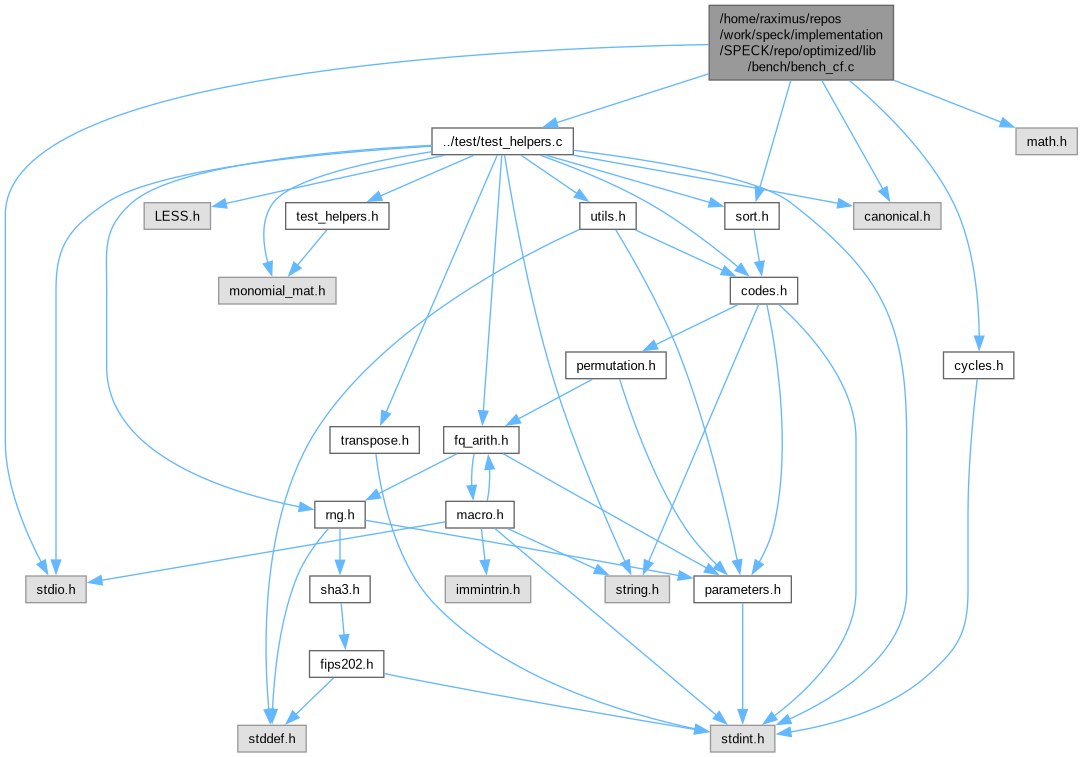 /home/raximus/repos
/work/speck/implementation
/SPECK/repo/optimized/lib
/bench/bench_cf.c
../test/test_helpers.c
math.h
LESS.h
test_helpers.h
utils.h
sort.h
canonical.h
monomial_mat.h
codes.h
permutation.h
cycles.h
transpose.h
fq_arith.h
rng.h
macro.h
stdio.h
sha3.h
immintrin.h
string.h
parameters.h
fips202.h
stddef.h
stdint.h